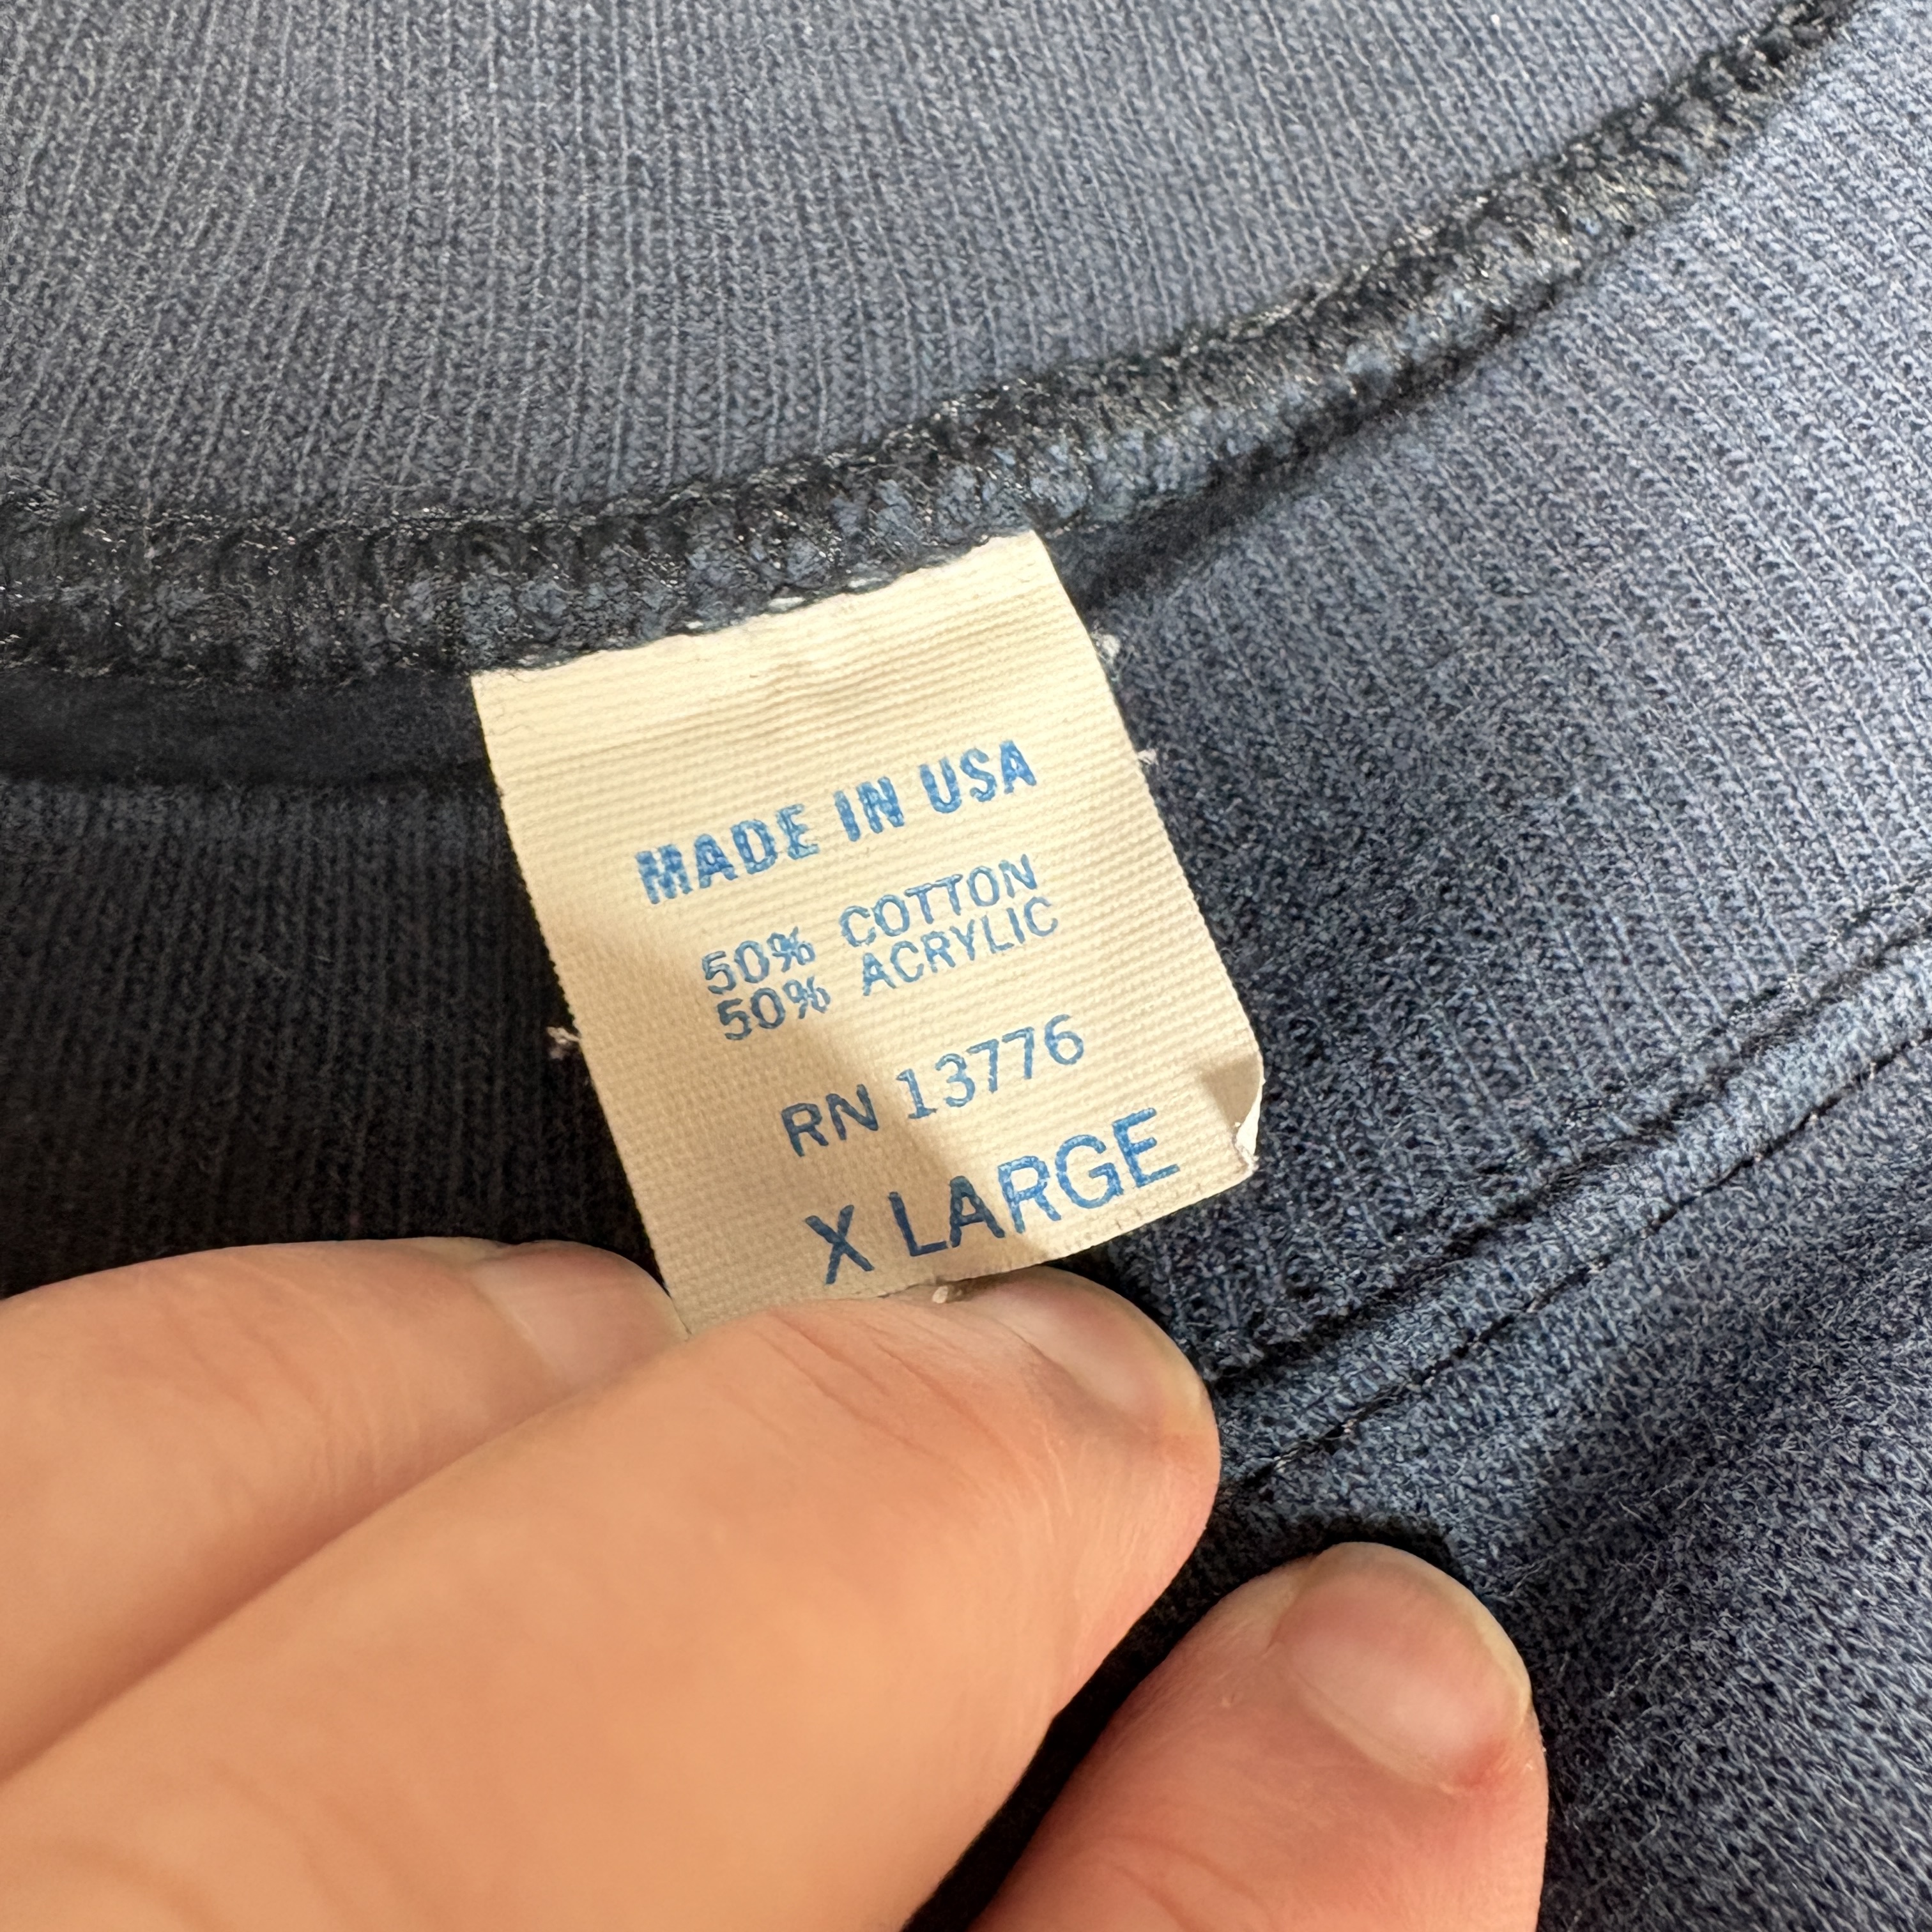 MADE IN USA
50% COTTON
50% ACRYLIC
RN 13776
X LARGE